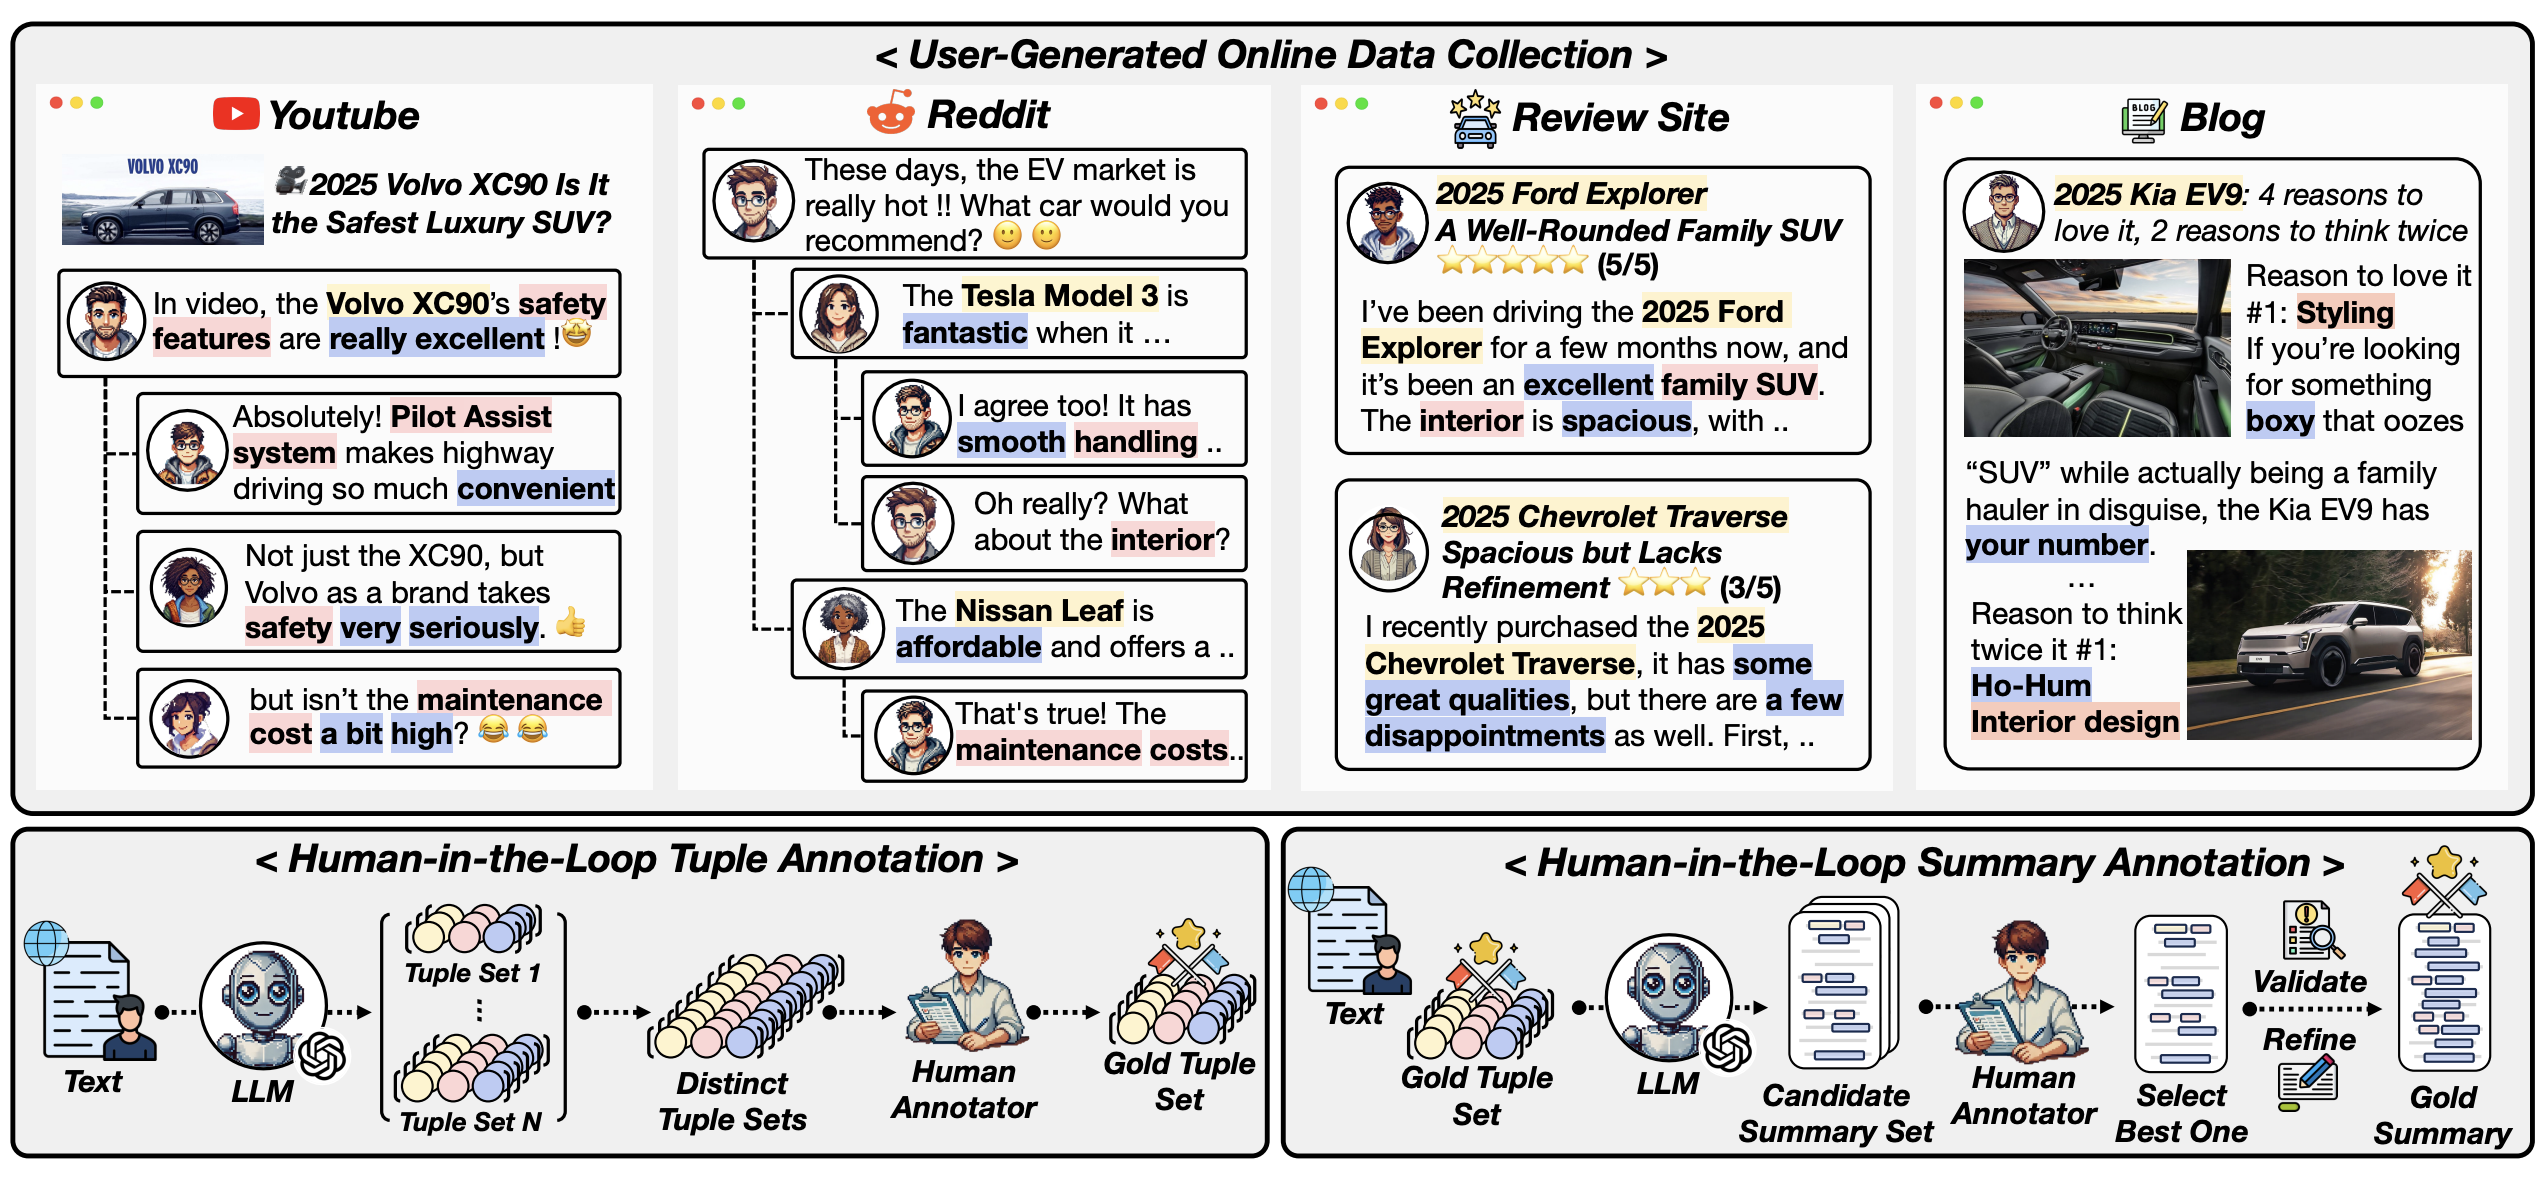 < User-Generated Online Data Collection >
Youtube
VOLVO XC90
2025 Volvo XC90 Is It
the Safest Luxury SUV?
In video, the Volvo XC90's safety
features are really excellent !
Absolutely! Pilot Assist
system makes highway
driving so much convenient
Not just the XC90, but
Volvo as a brand takes
safety very seriously.
but isn't the maintenance
cost a bit high?
Reddit
These days, the EV market is
really hot !! What car would you
recommend?
The Tesla Model 3 is
fantastic when it ...
I agree too! It has
smooth handling ..
Oh really? What
about the interior?
The Nissan Leaf is
affordable and offers a ..
That's true! The
maintenance costs..
Review Site
2025 Ford Explorer
A Well-Rounded Family SUV
(5/5)
I've been driving the 2025 Ford
Explorer for a few months now, and
it's been an excellent family SUV.
The interior is spacious, with ..
2025 Chevrolet Traverse
Spacious but Lacks
Refinement (3/5)
I recently purchased the 2025
Chevrolet Traverse, it has some
great qualities, but there are a few
disappointments as well. First, ..
BLOG
Blog
2025 Kia EV9: 4 reasons to
love it, 2 reasons to think twice
Reason to love it
#1: Styling
If you're looking
for something
boxy that oozes
“SUV” while actually being a family
hauler in disguise, the Kia EV9 has
your number.
...
Reason to think
twice it #1:
Ho-Hum
Interior design
< Human-in-the-Loop Tuple Annotation >
Text
LLM
Tuple Set 1
Tuple Set N
Distinct
Tuple Sets
Human
Annotator
Gold Tuple
Set
< Human-in-the-Loop Summary Annotation >
Text
Gold Tuple
Set
LLM
Candidate
Summary Set
Human
Annotator
Select
Best One
Validate
Refine
Gold
Summary